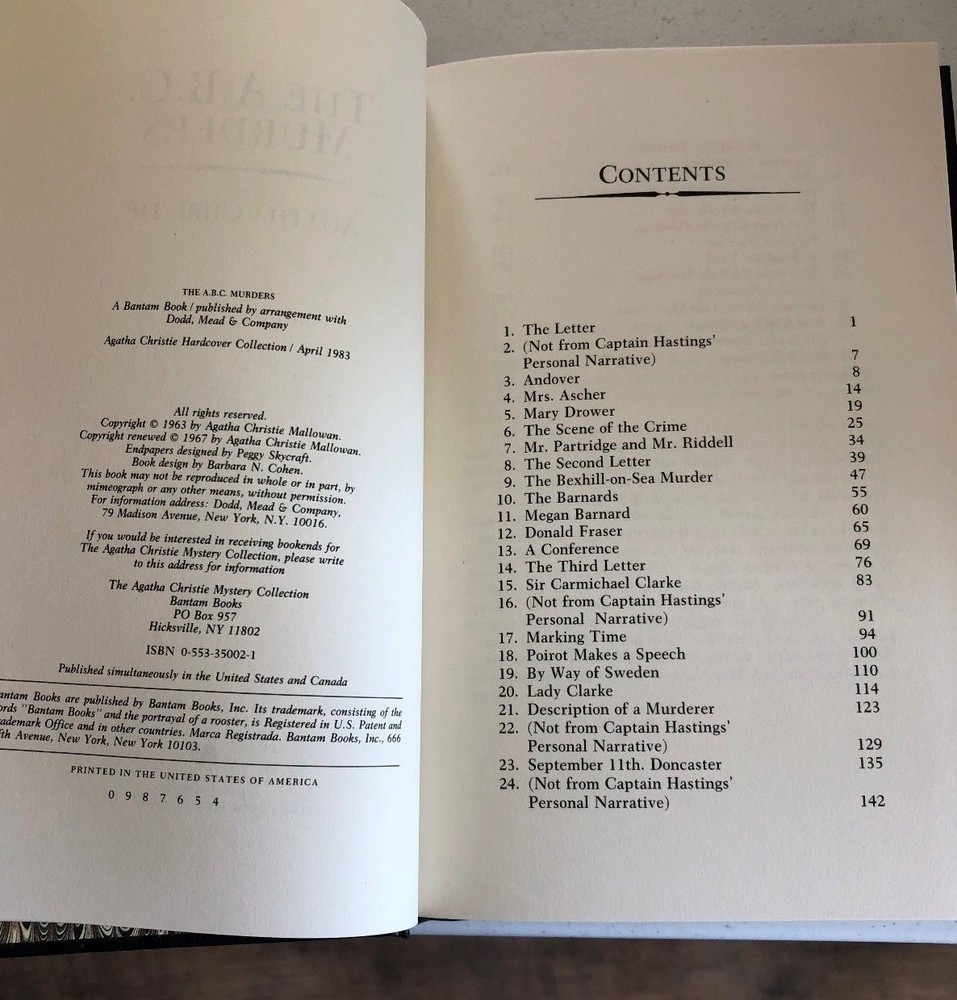 THE A.B.C. MURDERS
A Bantam Book / published by arrangement with
Dodd, Mead & Company
Agatha Christie Hardcover Collection / April 1983
All rights reserved.
Copyright © 1963 by Agatha Christie Mallowan.
Copyright renewed © 1967 by Agatha Christie Mallowan.
Endpapers designed by Peggy Skycraft.
Book design by Barbara N. Cohen.
This book may not be reproduced in whole or in part, by
mimeograph or any other means, without permission.
For information address: Dodd, Mead & Company,
79 Madison Avenue, New York, N.Y. 10016.
If you would be interested in receiving bookends for
The Agatha Christie Mystery Collection, please write
to this address for information
The Agatha Christie Mystery Collection
Bantam Books
PO Box 957
Hicksville, NY 11802
ISBN 0-553-35002-1
Published simultaneously in the United States and Canada
antam Books are published by Bantam Books, Inc. Its trademark, consisting of the
ords "Bantam Books" and the portrayal of a rooster, is Registered in U.S. Patent and
rademark Office and in other countries. Marca Registrada. Bantam Books, Inc., 666
fth Avenue, New York, New York 10103.
PRINTED IN THE UNITED STATES OF AMERICA
0 9 8 7 6 5 4
CONTENTS
1. The Letter 1
2. (Not from Captain Hastings'
Personal Narrative) 7
3. Andover 8
4. Mrs. Ascher 14
5. Mary Drower 19
6. The Scene of the Crime 25
7. Mr. Partridge and Mr. Riddell 34
8. The Second Letter 39
9. The Bexhill-on-Sea Murder 47
10. The Barnards 55
11. Megan Barnard 60
12. Donald Fraser 65
13. A Conference 69
14. The Third Letter 76
15. Sir Carmichael Clarke 83
16. (Not from Captain Hastings'
Personal Narrative) 91
17. Marking Time 94
18. Poirot Makes a Speech 100
19. By Way of Sweden 110
20. Lady Clarke 114
21. Description of a Murderer 123
22. (Not from Captain Hastings'
Personal Narrative) 129
23. September 11th. Doncaster 135
24. (Not from Captain Hastings'
Personal Narrative) 142